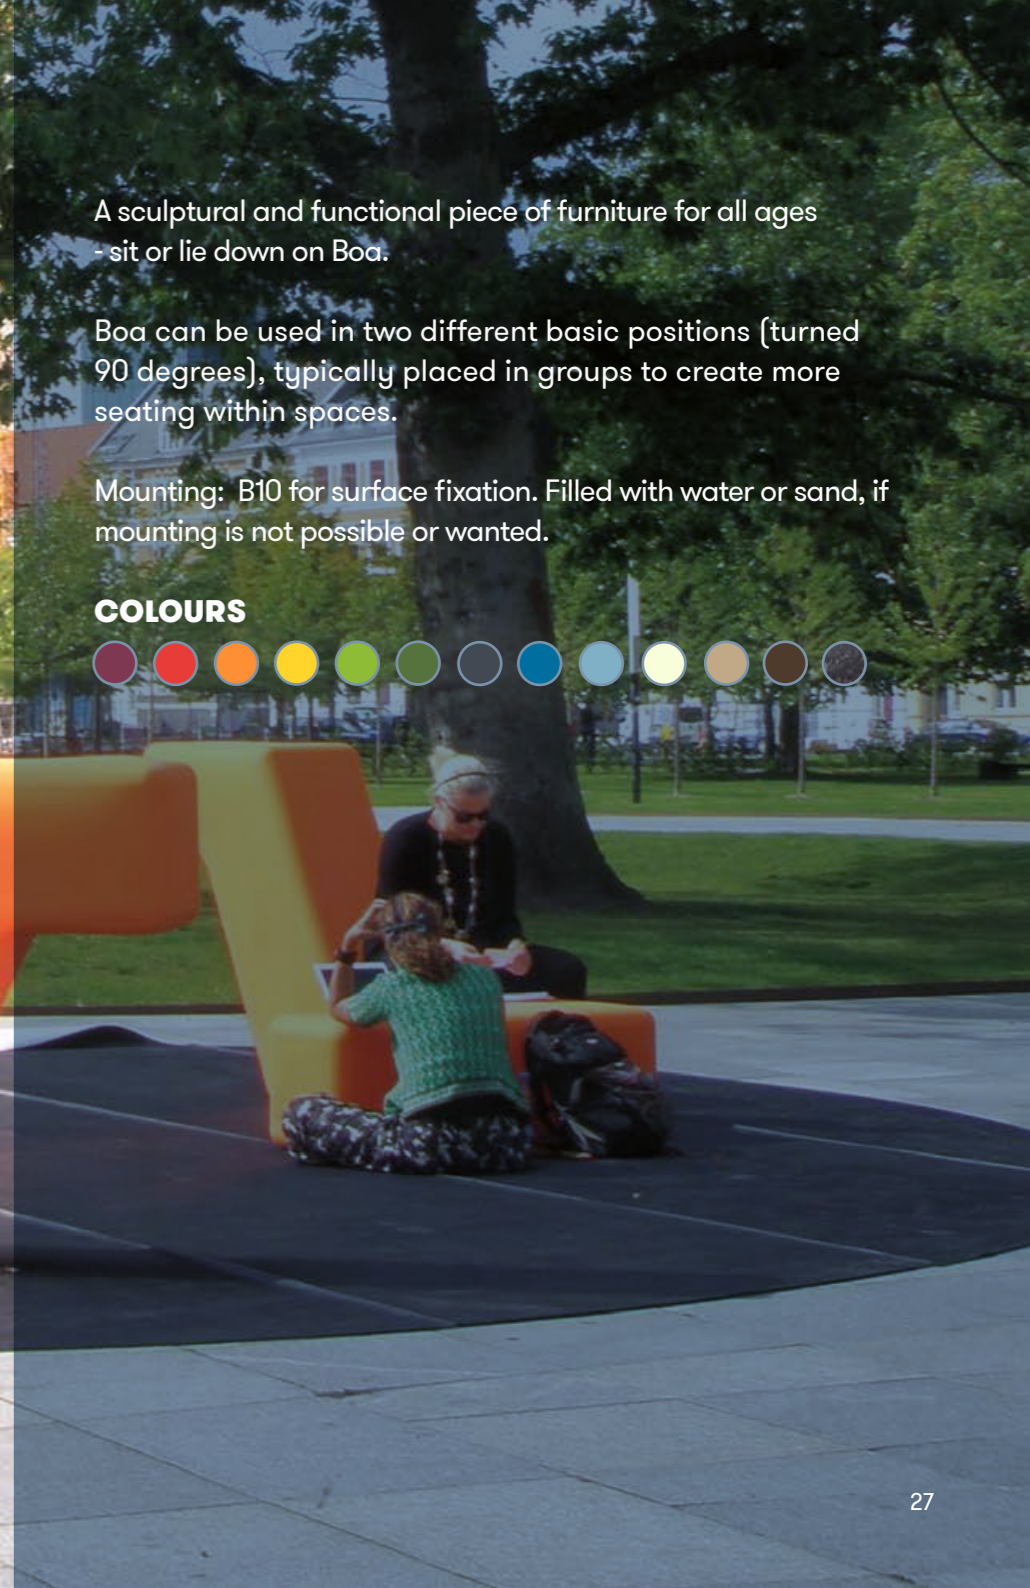 A sculptural and functional piece of furniture for all ages
- sit or lie down on Boa.
Boa can be used in two different basic positions (turned
90 degrees), typically placed in groups to create more
seating within spaces.
Mounting:  B10 for surface fixation. Filled with water or sand, if
mounting is not possible or wanted.
COLOURS
27